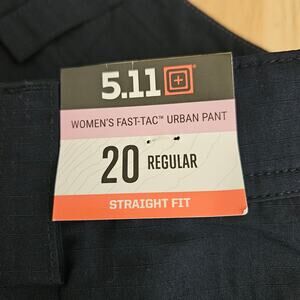 5.11
WOMEN'S FAST-TAC™ URBAN PANT
20 REGULAR
STRAIGHT FIT